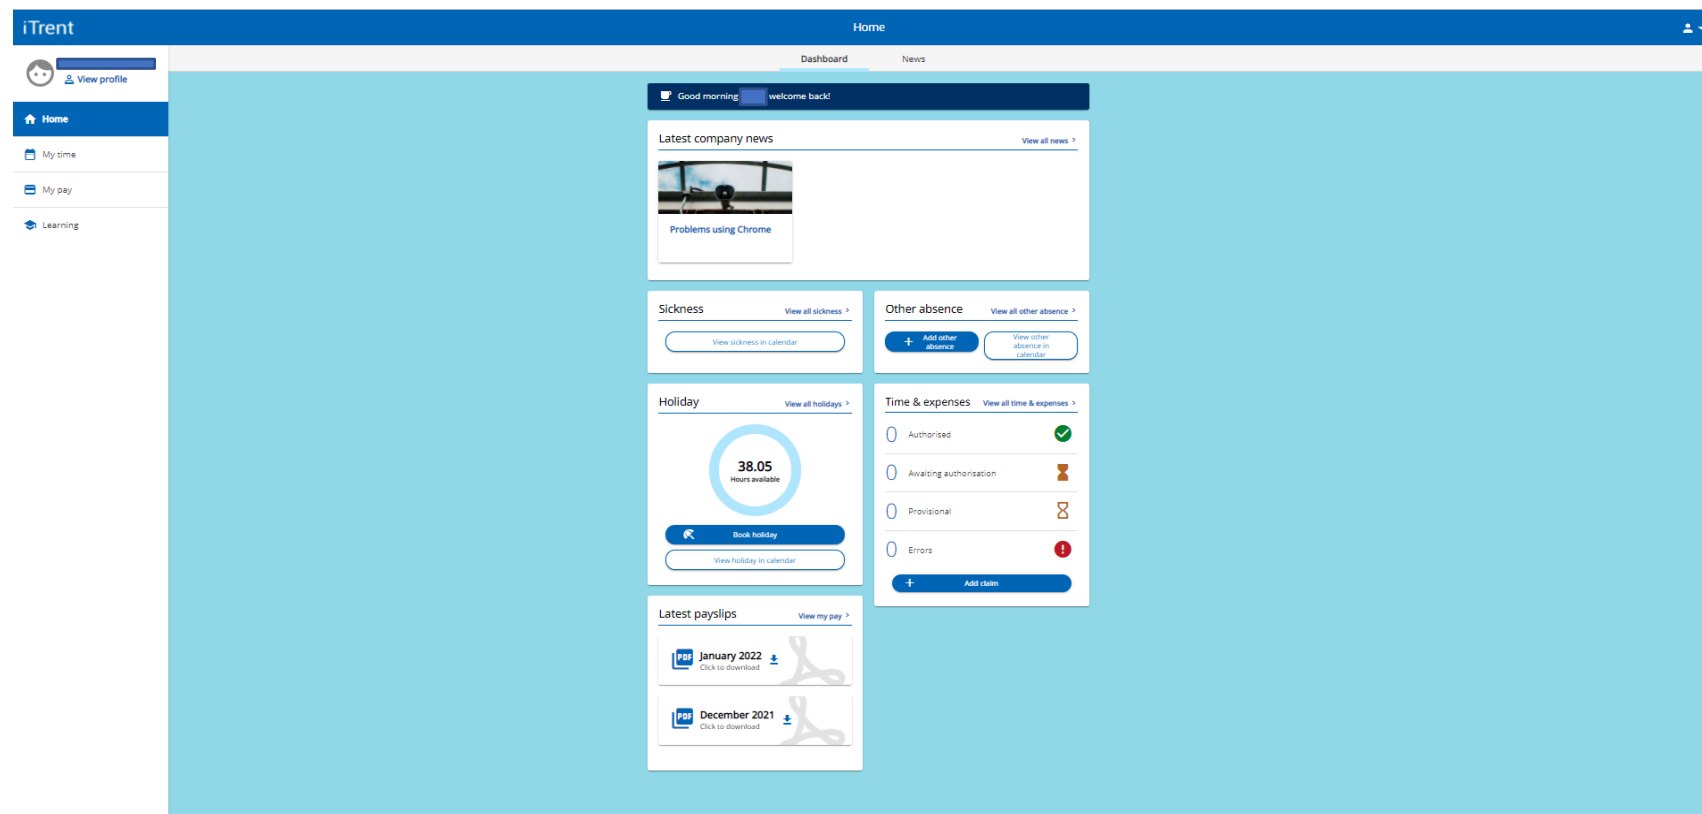 iTrent
Home
View profile
Home
My time
My pay
Learning
Dashboard
News
Good morning welcome back!
Latest company news
View all news >
Problems using Chrome
Sickness
View all sickness >
View sickness in calendar
Other absence
View all other absence >
+ Add other
absence
View other
absence in
calendar
Holiday
View all holidays >
38.05
Hours available
Book holiday
View holiday in calendar
Time & expenses
View all time & expenses >
0 Authorised
0 Awaiting authorisation
0 Provisional
0 Errors
+ Add claim
Latest payslips
View my pay >
PDF
January 2022
Click to download
PDF
December 2021
Click to download